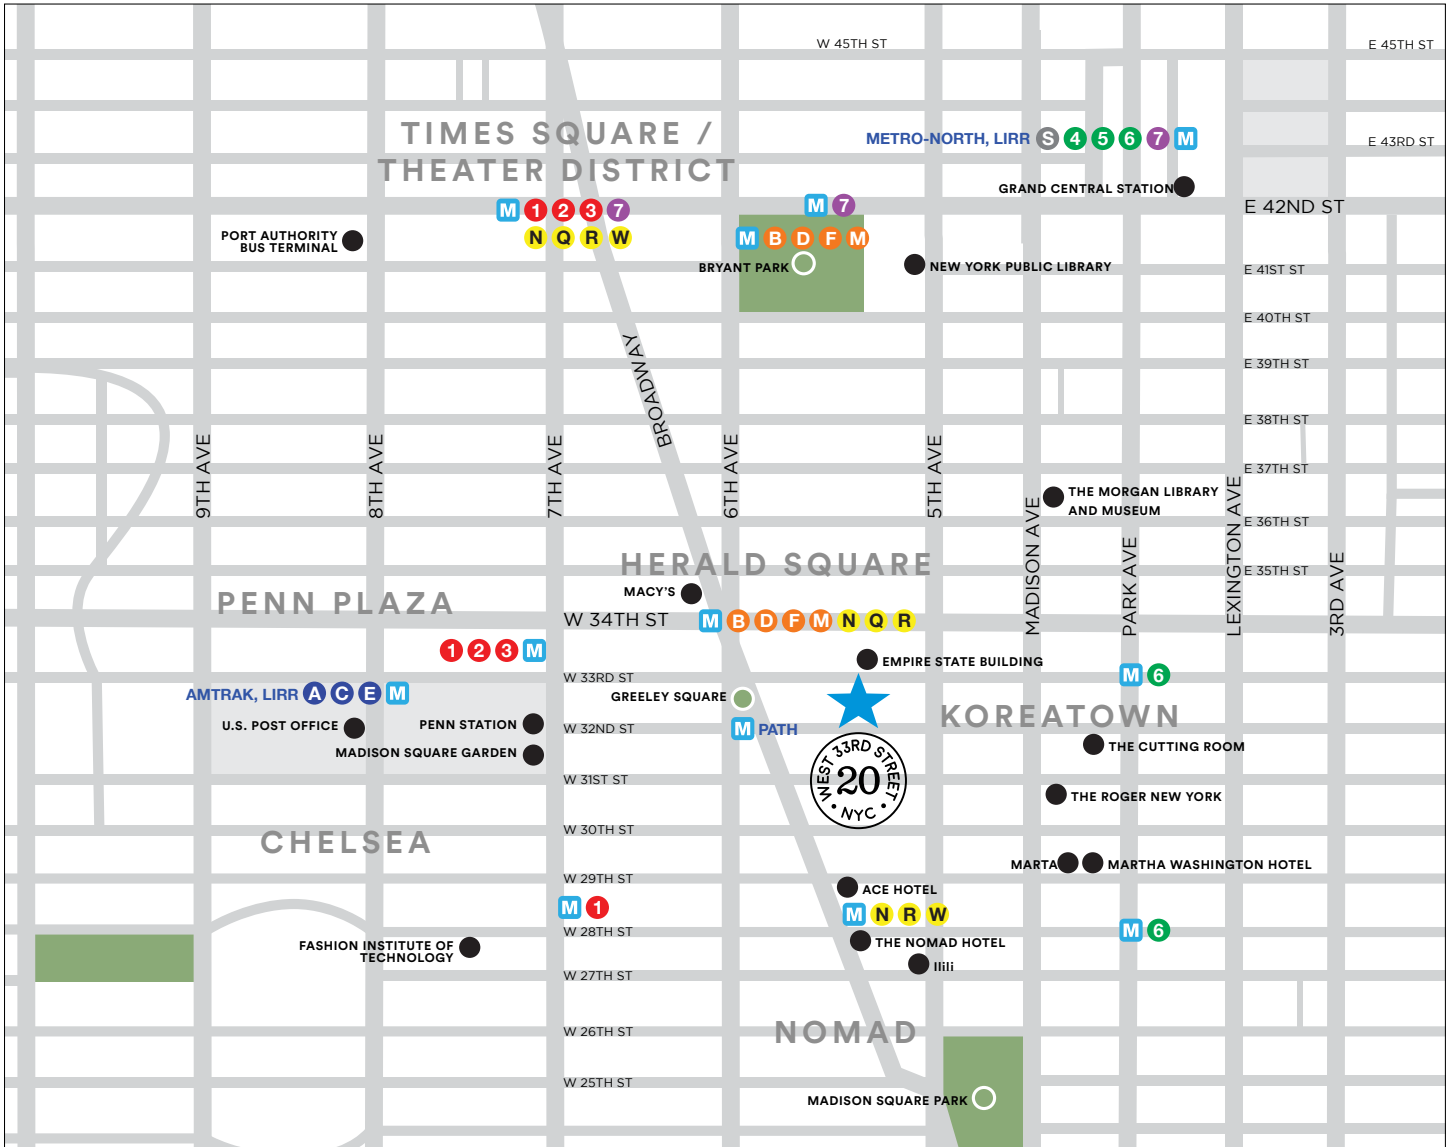 W 45TH ST
E 45TH ST
TIMES SQUARE /
THEATER DISTRICT
METRO-NORTH, LIRR S 4 5 6 7 M
E 43RD ST
GRAND CENTRAL STATION
M 1 2 3 7
N Q R W
M 7
M B D F M
E 42ND ST
PORT AUTHORITY
BUS TERMINAL
BRYANT PARK
NEW YORK PUBLIC LIBRARY
E 41ST ST
E 40TH ST
BROADWAY
E 39TH ST
E 38TH ST
9TH AVE
8TH AVE
7TH AVE
6TH AVE
5TH AVE
E 37TH ST
THE MORGAN LIBRARY
AND MUSEUM
MADISON AVE
PARK AVE
LEXINGTON AVE
3RD AVE
E 36TH ST
HERALD SQUARE
E 35TH ST
MACY'S
PENN PLAZA
W 34TH ST
M B D F M N Q R
1 2 3 M
EMPIRE STATE BUILDING
W 33RD ST
M 6
AMTRAK, LIRR A C E M
GREELEY SQUARE
KOREATOWN
U.S. POST OFFICE
PENN STATION
W 32ND ST
M PATH
MADISON SQUARE GARDEN
THE CUTTING ROOM
WEST 33RD STREET
20
• NYC •
W 31ST ST
THE ROGER NEW YORK
W 30TH ST
CHELSEA
MARTA
MARTHA WASHINGTON HOTEL
W 29TH ST
ACE HOTEL
M 1
M N R W
W 28TH ST
M 6
FASHION INSTITUTE OF
TECHNOLOGY
THE NOMAD HOTEL
Ilili
W 27TH ST
W 26TH ST
NOMAD
W 25TH ST
MADISON SQUARE PARK